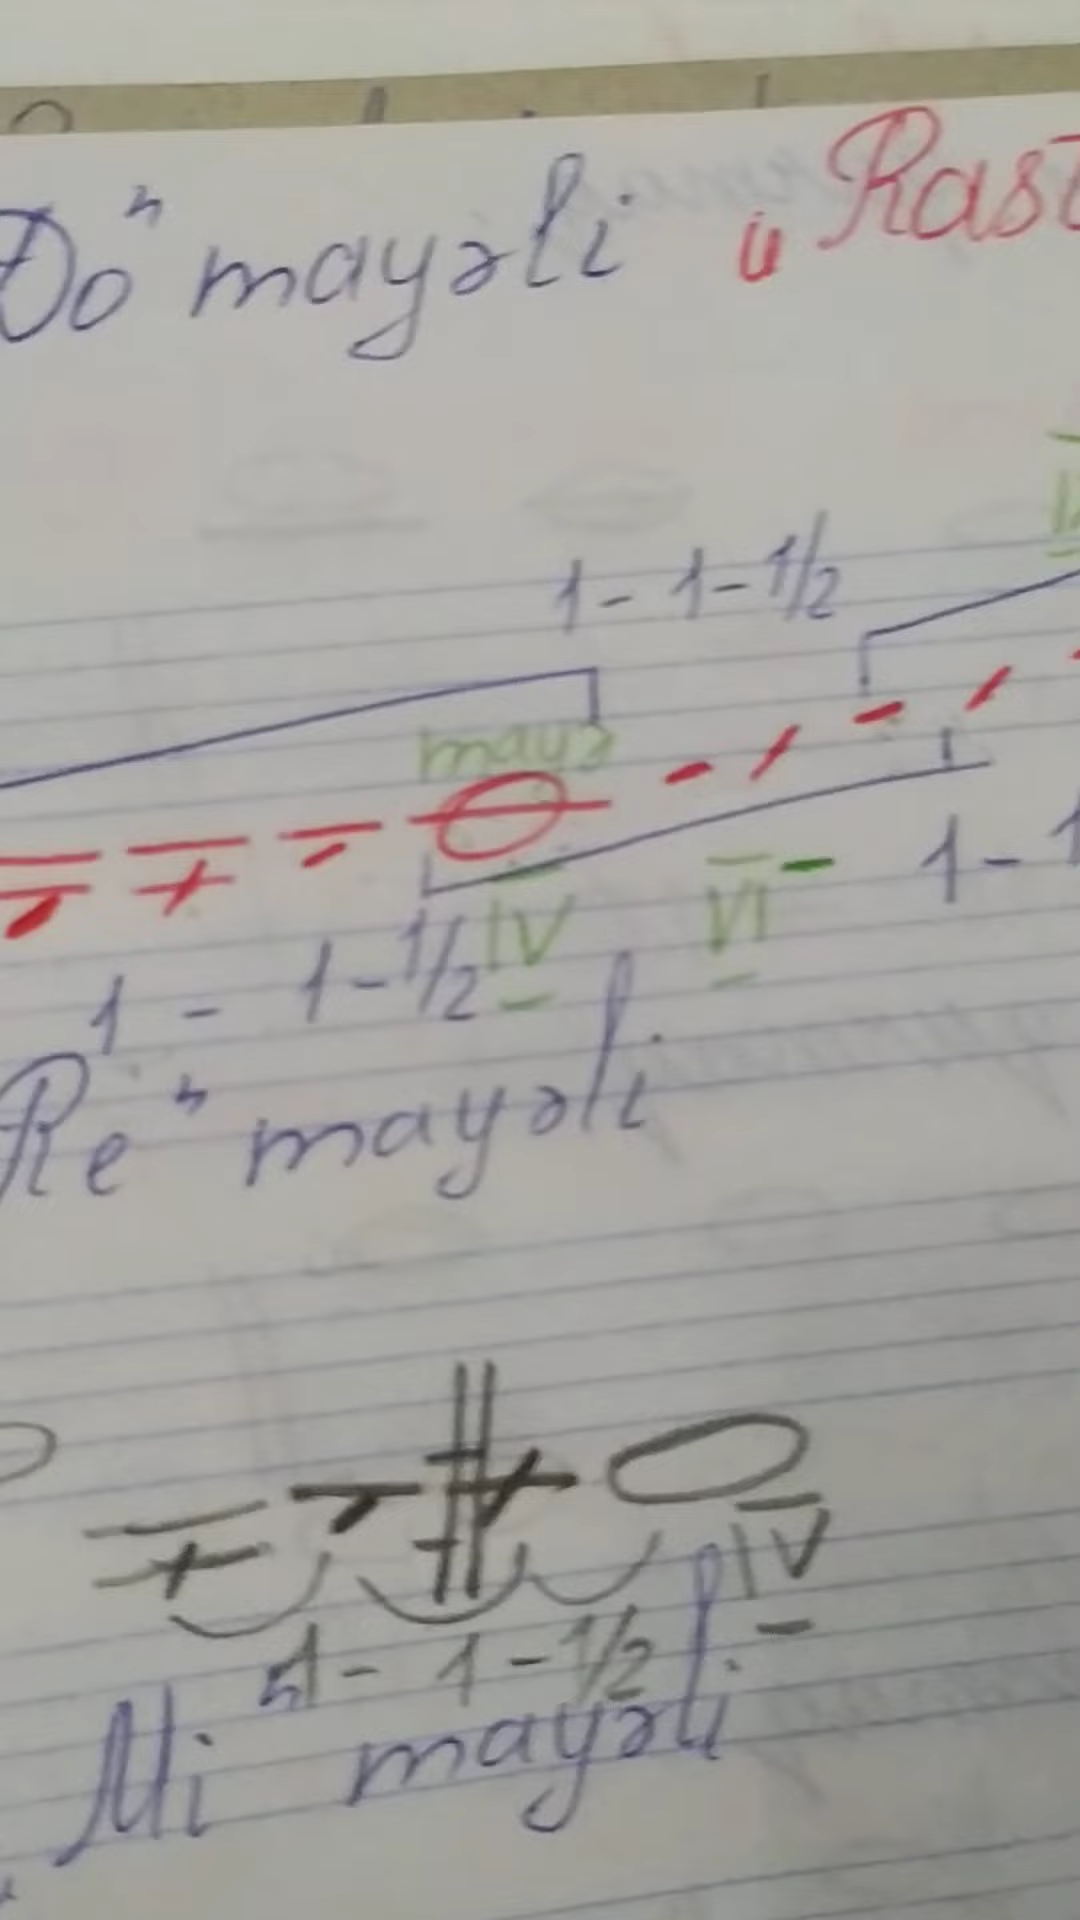 Do" mayəli „Rast
1 - 1 - 1/2
mayə
IV VI 1 - 1
1 - 1 - 1/2
Re" mayəli
IV
1 - 1 - 1/2
Mi" mayəli